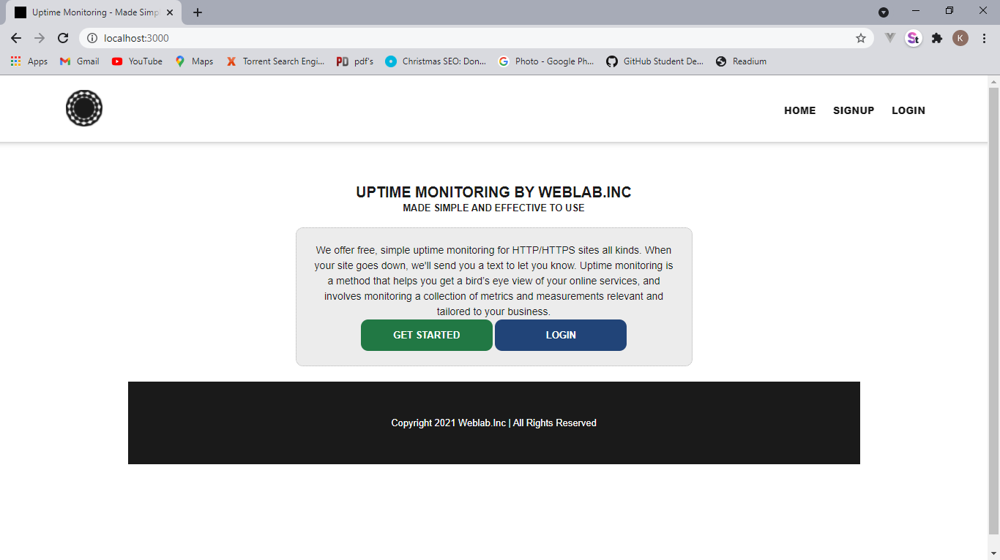 Uptime Monitoring - Made Simp
localhost:3000
K
Apps Gmail YouTube Maps Torrent Search Engi... PD pdf's Christmas SEO: Don... Photo - Google Ph... GitHub Student De... Readium
HOME SIGNUP LOGIN
UPTIME MONITORING BY WEBLAB.INC
MADE SIMPLE AND EFFECTIVE TO USE
We offer free, simple uptime monitoring for HTTP/HTTPS sites all kinds. When
your site goes down, we'll send you a text to let you know. Uptime monitoring is
a method that helps you get a bird's eye view of your online services, and
involves monitoring a collection of metrics and measurements relevant and
tailored to your business.
GET STARTED LOGIN
Copyright 2021 Weblab.Inc | All Rights Reserved